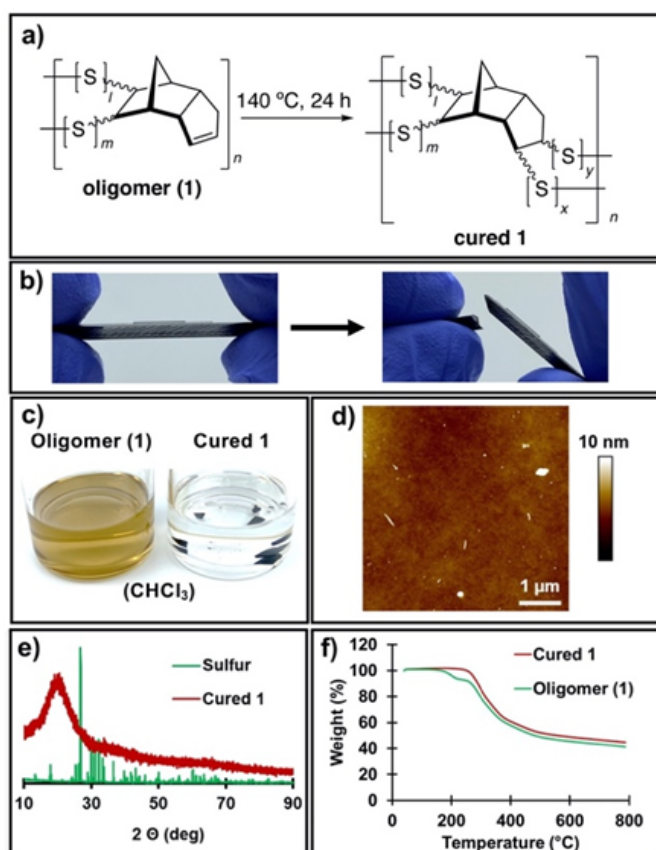 a)
[S] l
[S] m
n
oligomer (1)
140 ºC, 24 h
[S] l
[S] m
[S] y
[S] x
n
cured 1
b)
c)
Oligomer (1) Cured 1
(CHCl₃)
d)
10 nm
1 µm
e)
Sulfur
Cured 1
10 30 50 70 90
2 Θ (deg)
f)
Cured 1
Oligomer (1)
Weight (%)
120
100
80
60
40
20
0
0 200 400 600 800
Temperature (°C)